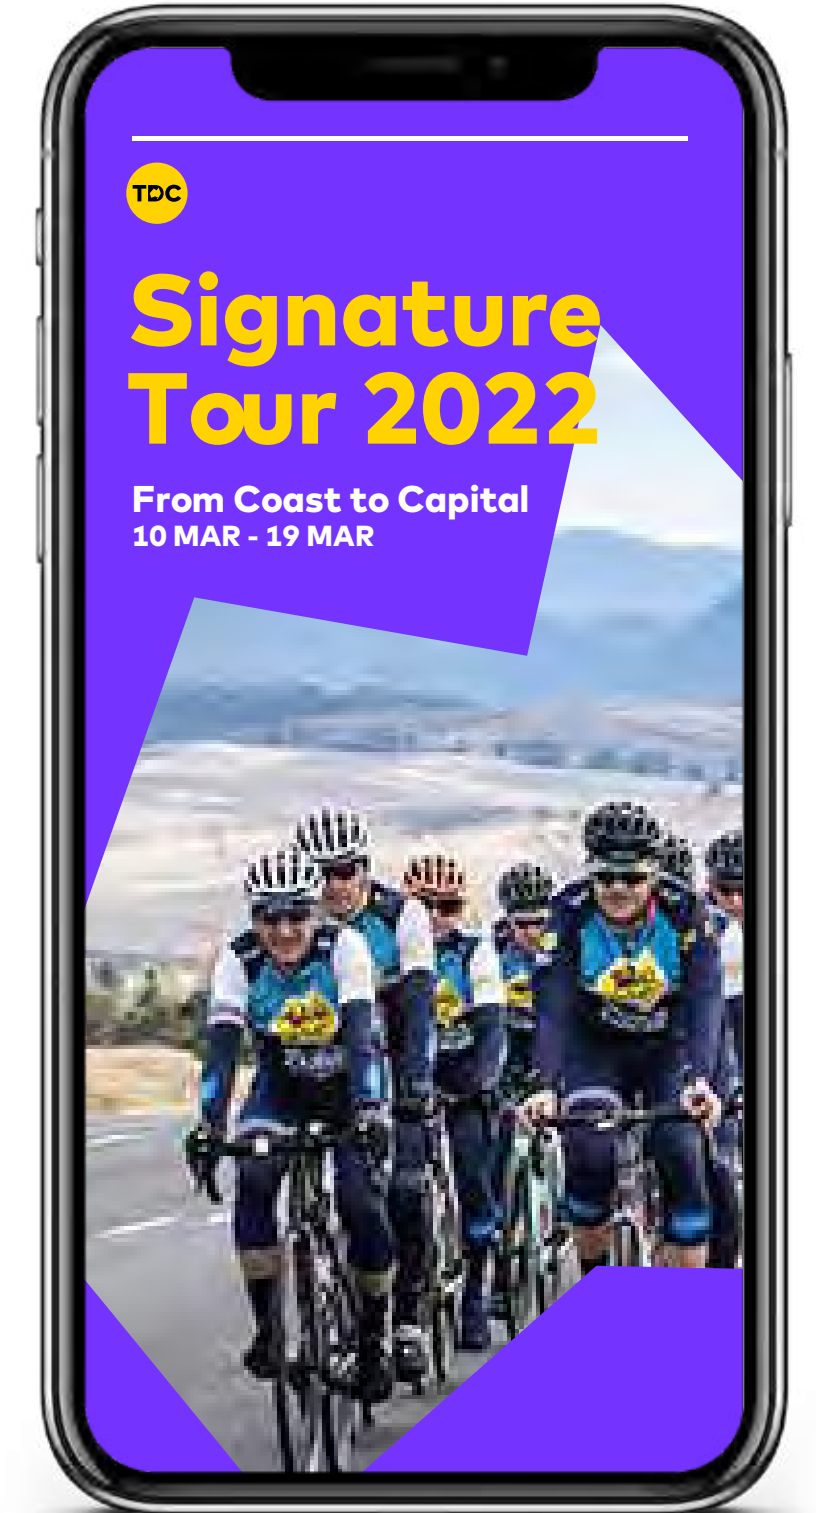 TDC
Signature
Tour 2022
From Coast to Capital
10 MAR - 19 MAR